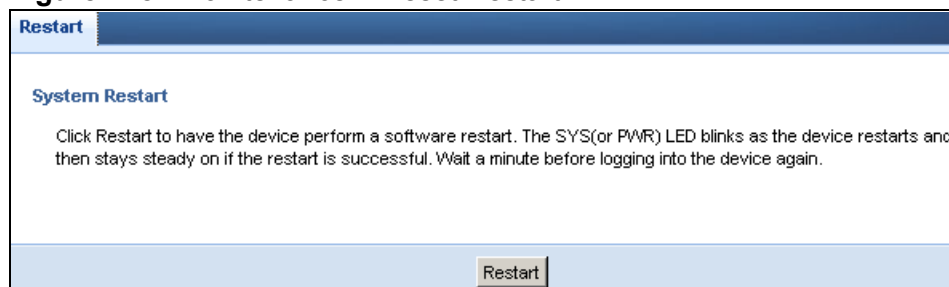 Restart
System Restart
Click Restart to have the device perform a software restart. The SYS(or PWR) LED blinks as the device restarts and
then stays steady on if the restart is successful. Wait a minute before logging into the device again.
Restart